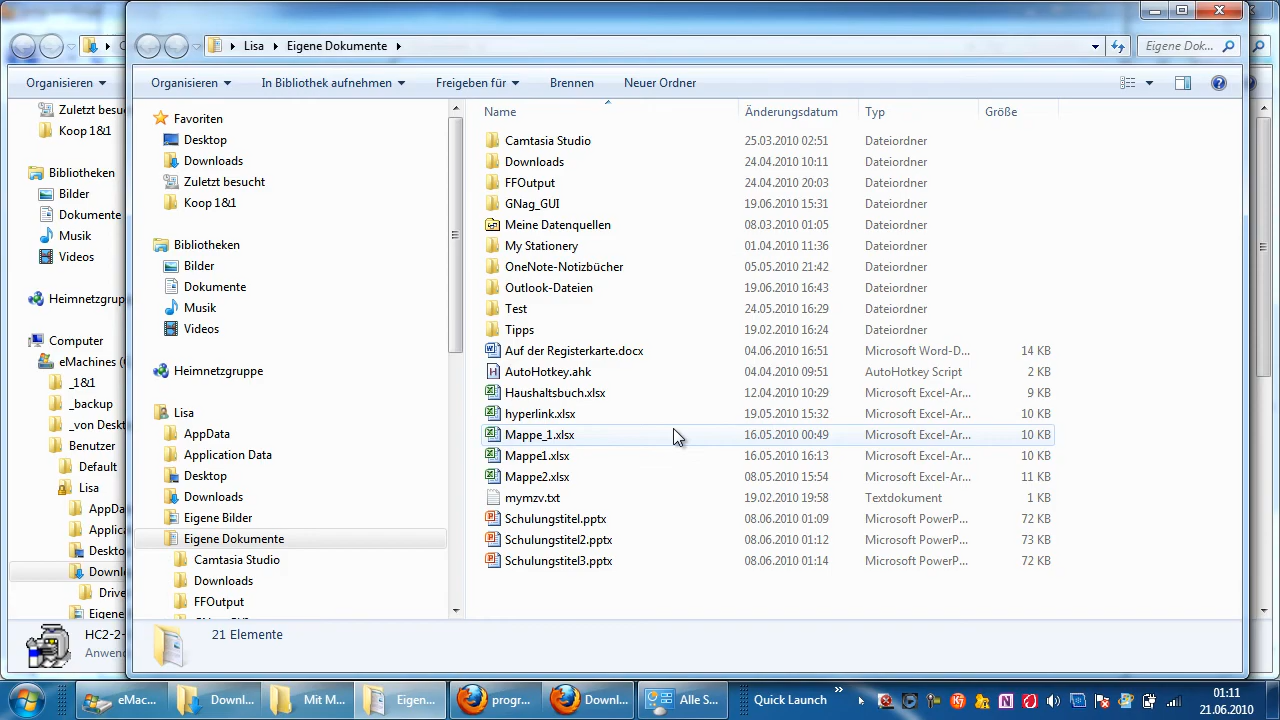 Lisa
Eigene Dokumente
Eigene Dok...
Organisieren
Organisieren
In Bibliothek aufnehmen
Freigeben für
Brennen
Neuer Ordner
Zuletzt besu
Koop 1&1
Bibliotheken
Bilder
Dokumente
Musik
Videos
Heimnetzgrup
Computer
eMachines (
_1&1
_backup
_von Desktop
Benutzer
Default
Lisa
AppDa
Applic
Deskto
Downl
Drive
Eigene
HC2-2-
Anwen
Favoriten
Desktop
Downloads
Zuletzt besucht
Koop 1&1
Bibliotheken
Bilder
Dokumente
Musik
Videos
Heimnetzgruppe
Lisa
AppData
Application Data
Desktop
Downloads
Eigene Bilder
Eigene Dokumente
Camtasia Studio
Downloads
FFOutput
Name Änderungsdatum Typ Größe
Camtasia Studio 25.03.2010 02:51 Dateiordner
Downloads 24.04.2010 10:11 Dateiordner
FFOutput 24.04.2010 20:03 Dateiordner
GNag_GUI 19.06.2010 15:31 Dateiordner
Meine Datenquellen 08.03.2010 01:05 Dateiordner
My Stationery 01.04.2010 11:36 Dateiordner
OneNote-Notizbücher 05.05.2010 21:42 Dateiordner
Outlook-Dateien 19.06.2010 16:43 Dateiordner
Test 24.05.2010 16:29 Dateiordner
Tipps 19.02.2010 16:24 Dateiordner
Auf der Registerkarte.docx 04.06.2010 16:51 Microsoft Word-D... 14 KB
AutoHotkey.ahk 04.04.2010 09:51 AutoHotkey Script 2 KB
Haushaltsbuch.xlsx 12.04.2010 10:29 Microsoft Excel-Ar... 9 KB
hyperlink.xlsx 19.05.2010 15:32 Microsoft Excel-Ar... 10 KB
Mappe_1.xlsx 16.05.2010 00:49 Microsoft Excel-Ar... 10 KB
Mappe1.xlsx 16.05.2010 16:13 Microsoft Excel-Ar... 10 KB
Mappe2.xlsx 08.05.2010 15:54 Microsoft Excel-Ar... 11 KB
mymzv.txt 19.02.2010 19:58 Textdokument 1 KB
Schulungstitel.pptx 08.06.2010 01:09 Microsoft PowerP... 72 KB
Schulungstitel2.pptx 08.06.2010 01:12 Microsoft PowerP... 73 KB
Schulungstitel3.pptx 08.06.2010 01:14 Microsoft PowerP... 72 KB
21 Elemente
eMac...
Downl...
Mit M...
Eigen...
progr...
Downl...
Alle S...
Quick Launch
01:11
21.06.2010